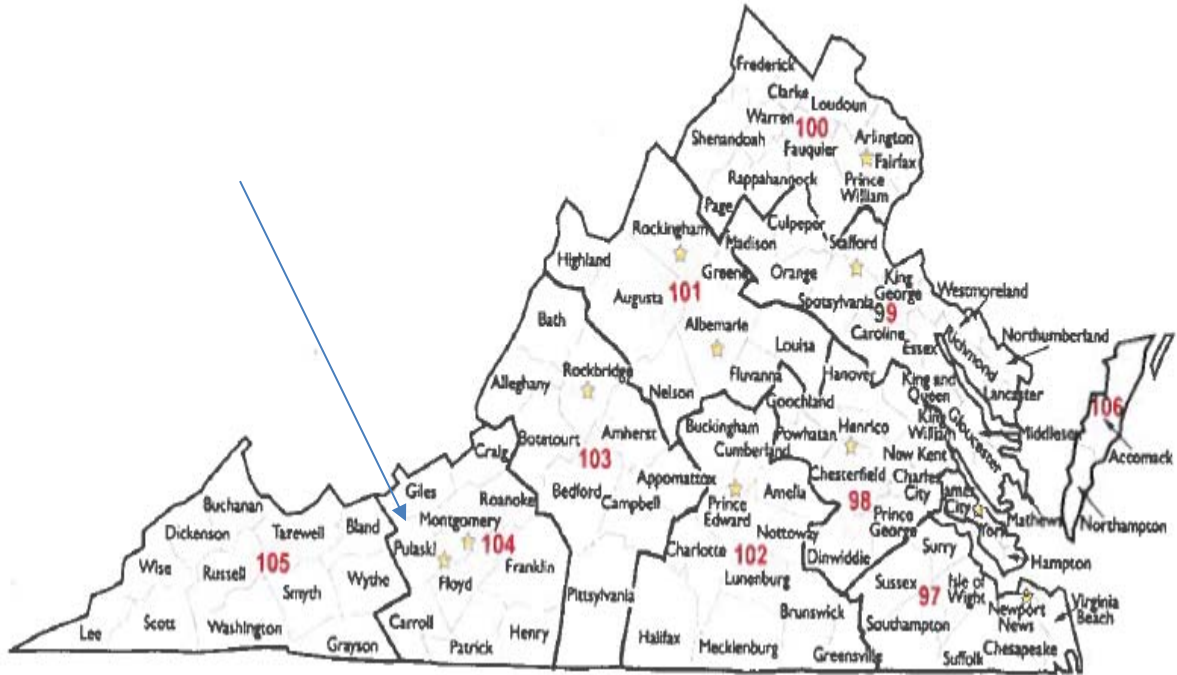 Frederick
Clarke
Loudoun
Warren
100
Shenandoah
Arlington
Fauquier
Fairfax
Rappahannock
Prince
William
Page
Culpeper
Rockingham
Madison
Stafford
Highland
Greene
Orange
King
George
Westmoreland
Augusta
101
Spotsylvania
99
Bath
Albemarle
Caroline
Richmond
Northumberland
Louisa
Essex
Rockbridge
Fluvanna
Hanover
Alleghany
Nelson
King and
Queen
Lancaster
Goochland
106
Buckingham
Powhatan
Henrico
King
William
Gloucester
Middlesex
Craig
Botetourt
Amherst
Cumberland
New Kent
103
Accomack
Appomattox
Chesterfield
Charles
City
James
City
Giles
Roanoke
Bedford
Campbell
Prince
Edward
Amelia
98
Prince
George
Mathews
Northampton
Buchanan
Montgomery
York
Dickenson
Tazewell
Bland
Nottoway
Pulaski
104
Charlotte
102
Dinwiddie
Surry
Hampton
Wise
Russell
105
Wythe
Floyd
Franklin
Lunenburg
Sussex
97
Isle of
Wight
Smyth
Pittsylvania
Newport
News
Virginia
Beach
Lee
Scott
Washington
Carroll
Henry
Brunswick
Southampton
Grayson
Patrick
Halifax
Mecklenburg
Greensville
Suffolk
Chesapeake